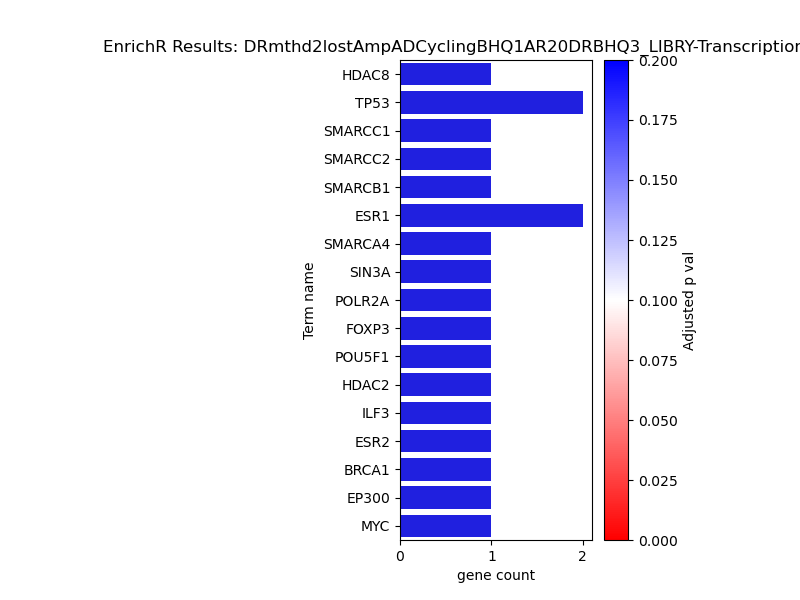 EnrichR Results: DRmthd2lostAmpADCyclingBHQ1AR20DRBHQ3_LIBRY-Transcription
HDAC8
TP53
SMARCC1
SMARCC2
SMARCB1
ESR1
SMARCA4
SIN3A
POLR2A
FOXP3
POU5F1
HDAC2
ILF3
ESR2
BRCA1
EP300
MYC
Term name
0 1 2
gene count
0.200
0.175
0.150
0.125
0.100
0.075
0.050
0.025
0.000
Adjusted p val